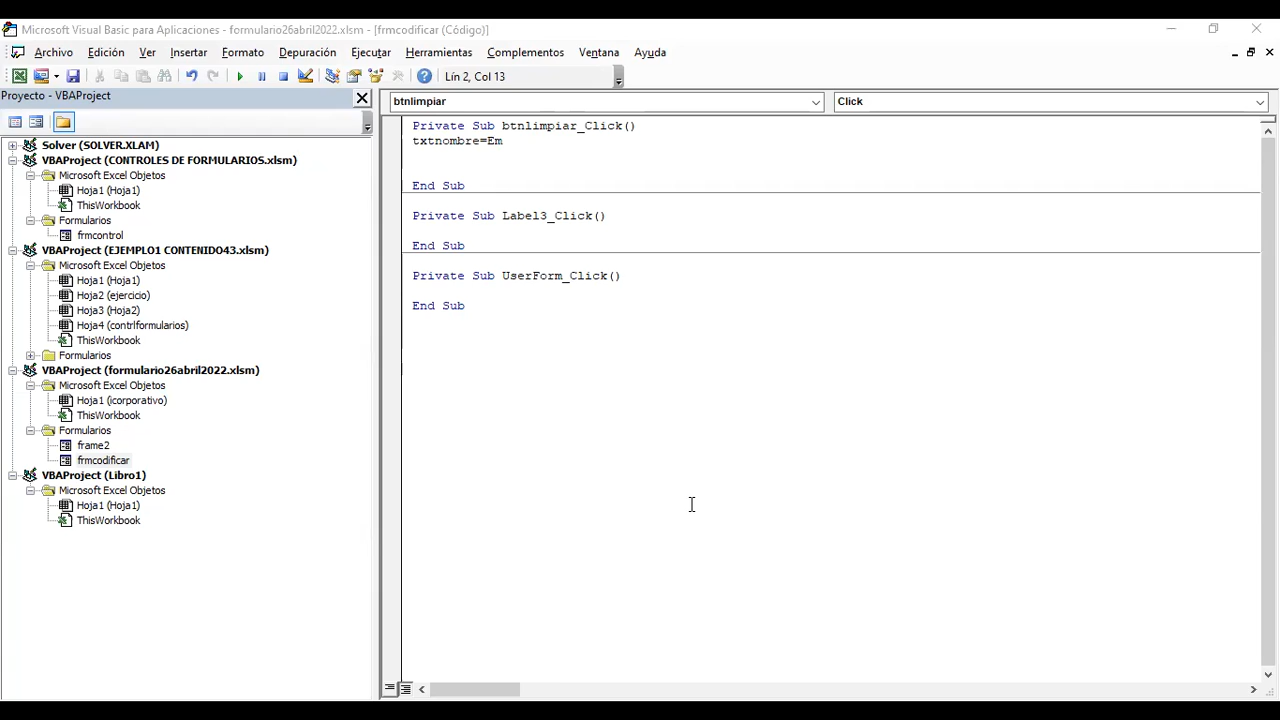 Microsoft Visual Basic para Aplicaciones - formulario26abril2022.xlsm - [frmcodificar (Código)]
Archivo Edición Ver Insertar Formato Depuración Ejecutar Herramientas Complementos Ventana Ayuda
Lín 2, Col 13
Proyecto - VBAProject
btnlimpiar
Click
Solver (SOLVER.XLAM)
VBAProject (CONTROLES DE FORMULARIOS.xlsm)
Microsoft Excel Objetos
Hoja1 (Hoja1)
ThisWorkbook
Formularios
frmcontrol
VBAProject (EJEMPLO1 CONTENIDO43.xlsm)
Microsoft Excel Objetos
Hoja1 (Hoja1)
Hoja2 (ejercicio)
Hoja3 (Hoja2)
Hoja4 (contrlformularios)
ThisWorkbook
Formularios
VBAProject (formulario26abril2022.xlsm)
Microsoft Excel Objetos
Hoja1 (icorporativo)
ThisWorkbook
Formularios
frame2
frmcodificar
VBAProject (Libro1)
Microsoft Excel Objetos
Hoja1 (Hoja1)
ThisWorkbook
Private Sub btnlimpiar_Click()
txtnombre=Em
End Sub
Private Sub Label3_Click()
End Sub
Private Sub UserForm_Click()
End Sub